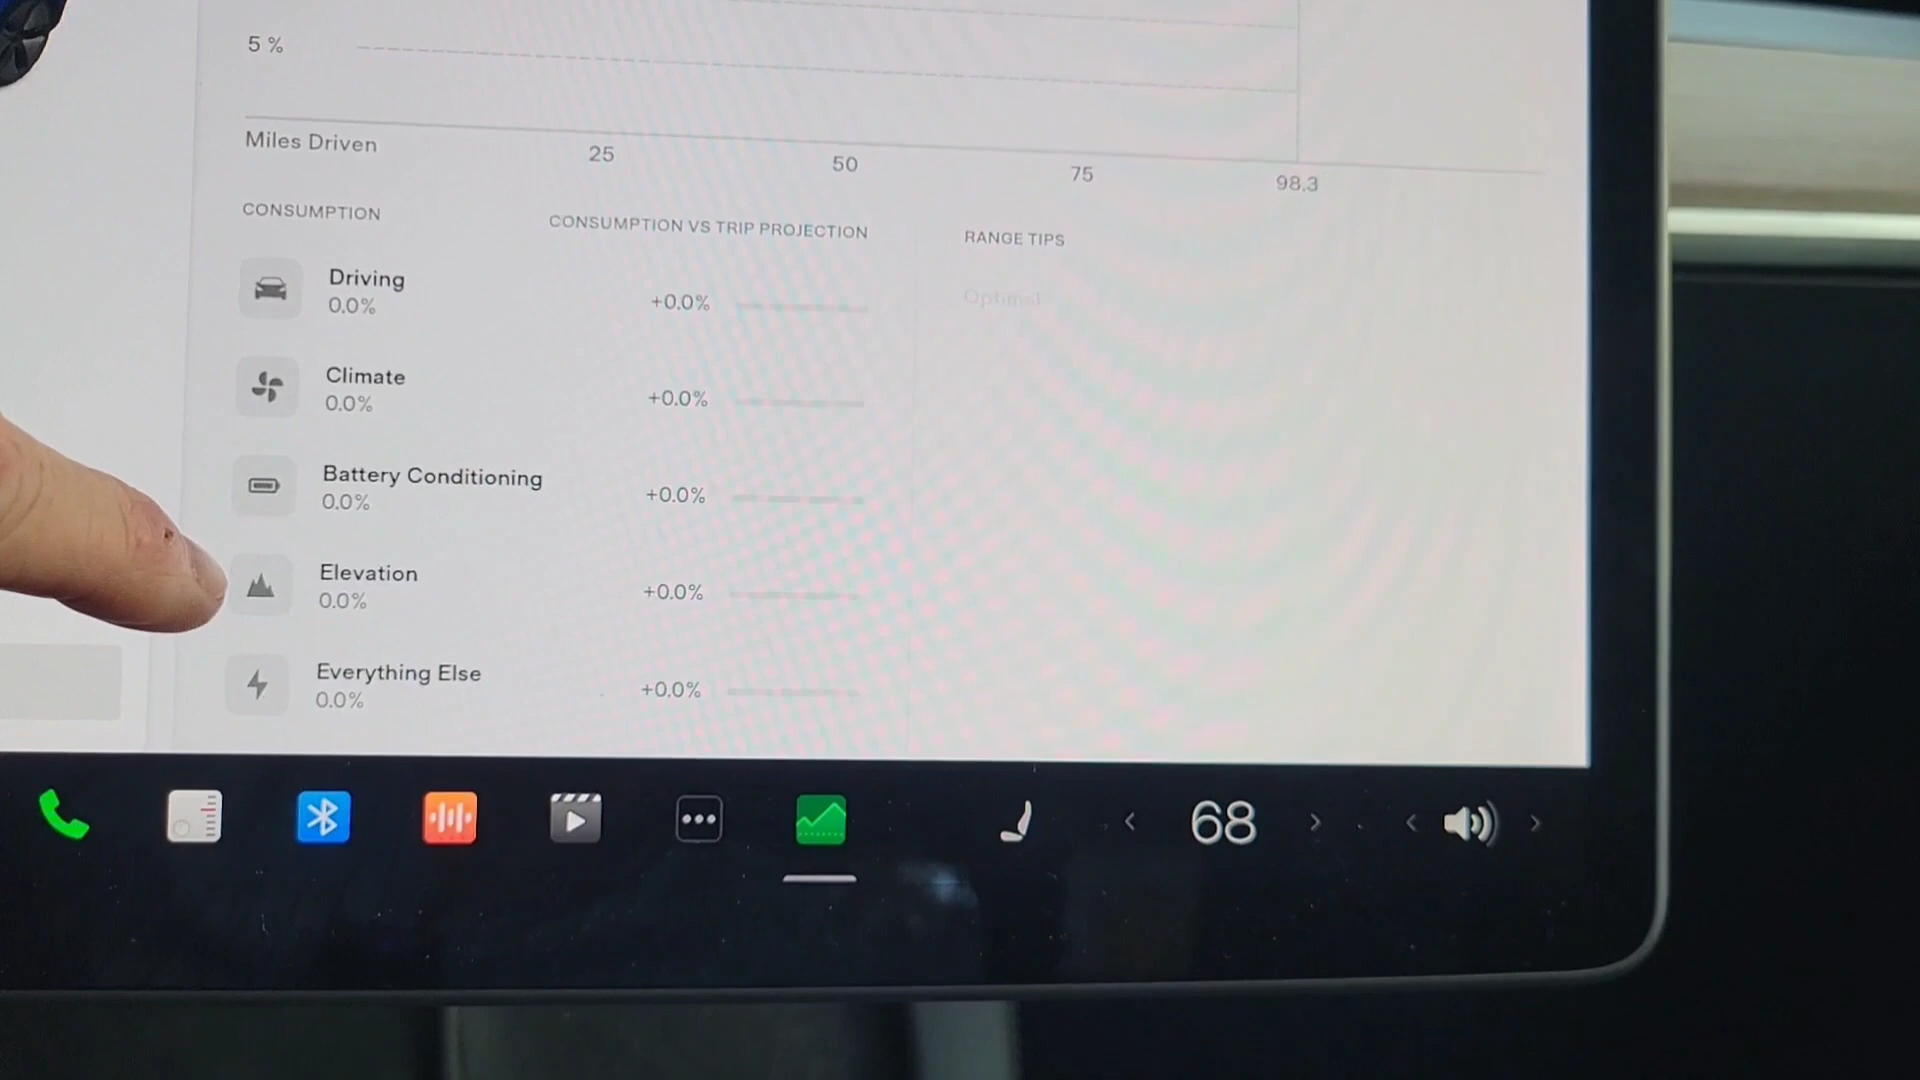 5 %
Miles Driven
25
50
75
98.3
CONSUMPTION
CONSUMPTION VS TRIP PROJECTION
RANGE TIPS
Driving
0.0%
+0.0%
Optimal
Climate
0.0%
+0.0%
Battery Conditioning
0.0%
+0.0%
Elevation
0.0%
+0.0%
Everything Else
0.0%
+0.0%
68